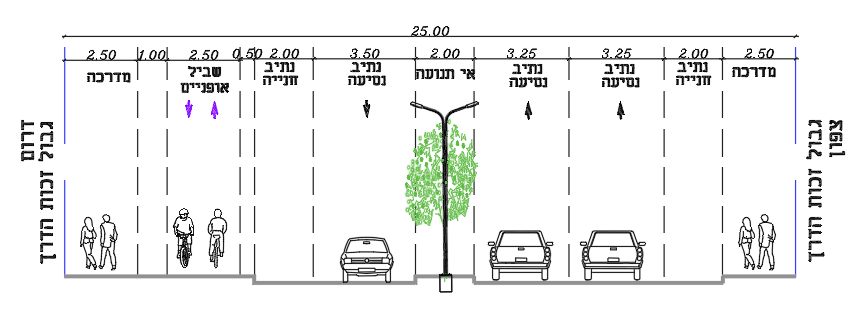 25.00
2.50 1.00 2.50 0.50 2.00 3.50 2.00 3.25 3.25 2.00 2.50
מדרכה
שביל
אופניים
נתיב
חנייה
נתיב
נסיעה
אי תנועה
נתיב
נסיעה
נתיב
נסיעה
נתיב
חנייה
מדרכה
דרום
גבול זכות הדרך
צפון
גבול זכות הדרך